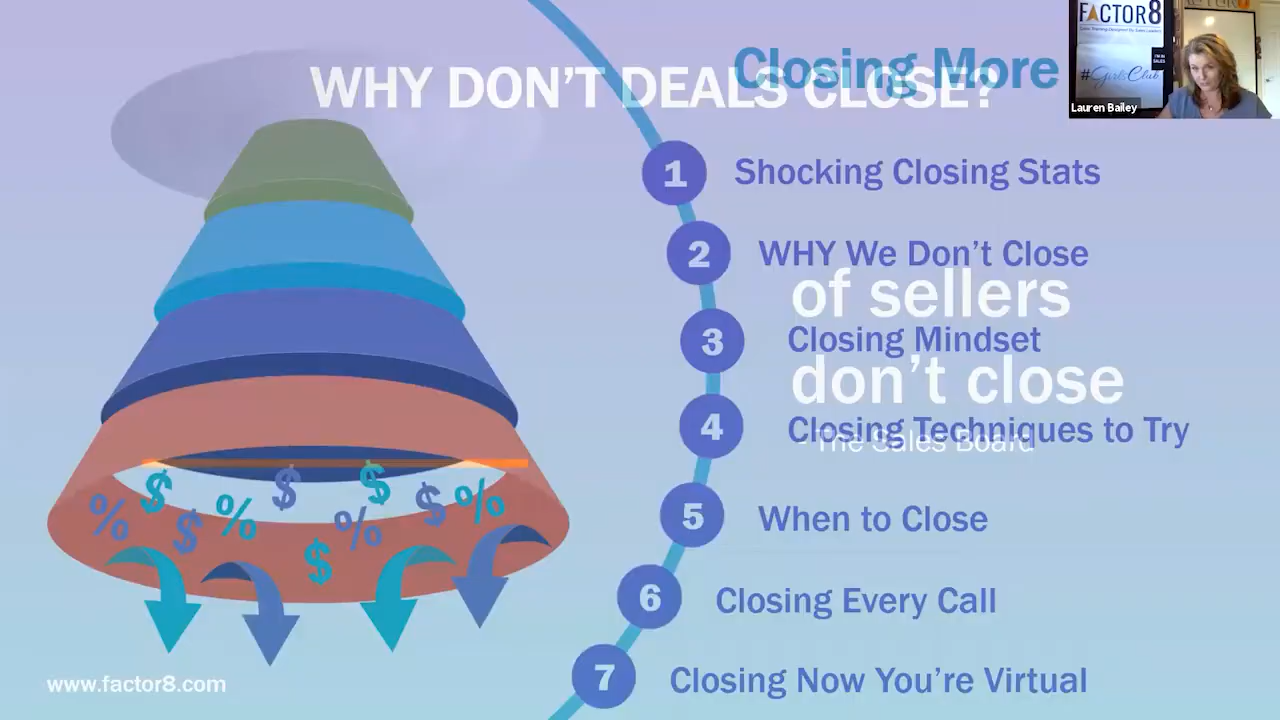 WHY DON'T DEALS CLOSE?
Closing More
1 Shocking Closing Stats
2 WHY We Don't Close
of sellers
3 Closing Mindset
don't close
4 Closing Techniques to Try
- The Sales Board
5 When to Close
6 Closing Every Call
7 Closing Now You're Virtual
$ $ $ % % $ $ % % $
www.factor8.com
FACTOR8
#GirlsClub
Lauren Bailey